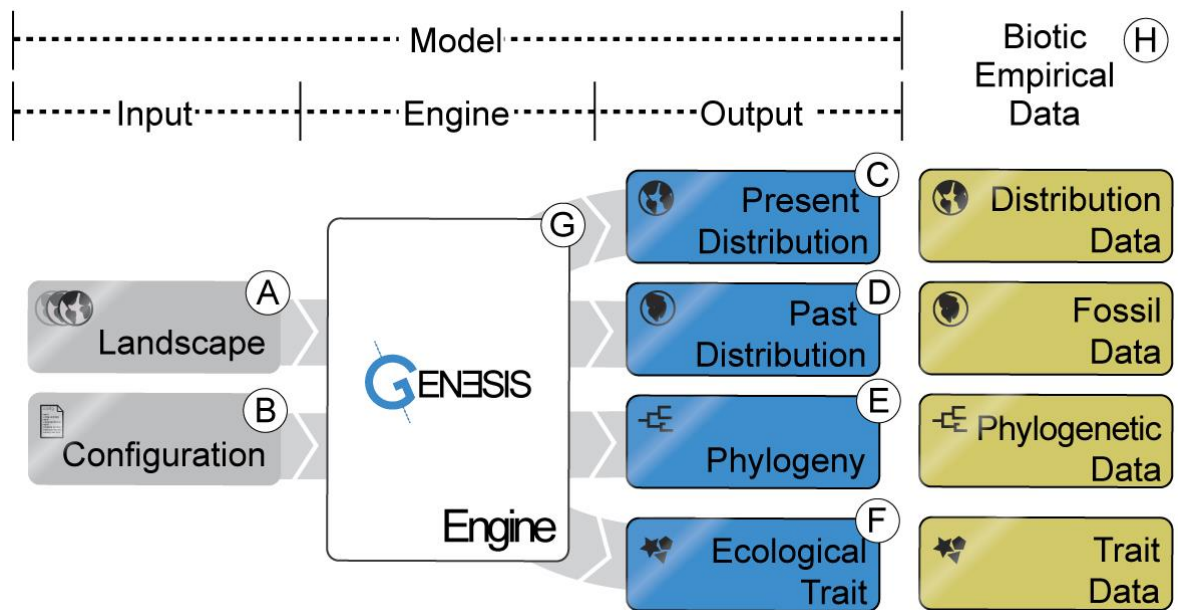 Model
Biotic
Empirical
Data
H
Input
Engine
Output
C
Present
Distribution
Distribution
Data
G
A
Landscape
D
Past
Distribution
Fossil
Data
GENƎSIS
B
Configuration
E
Phylogeny
Phylogenetic
Data
Engine
F
Ecological
Trait
Trait
Data